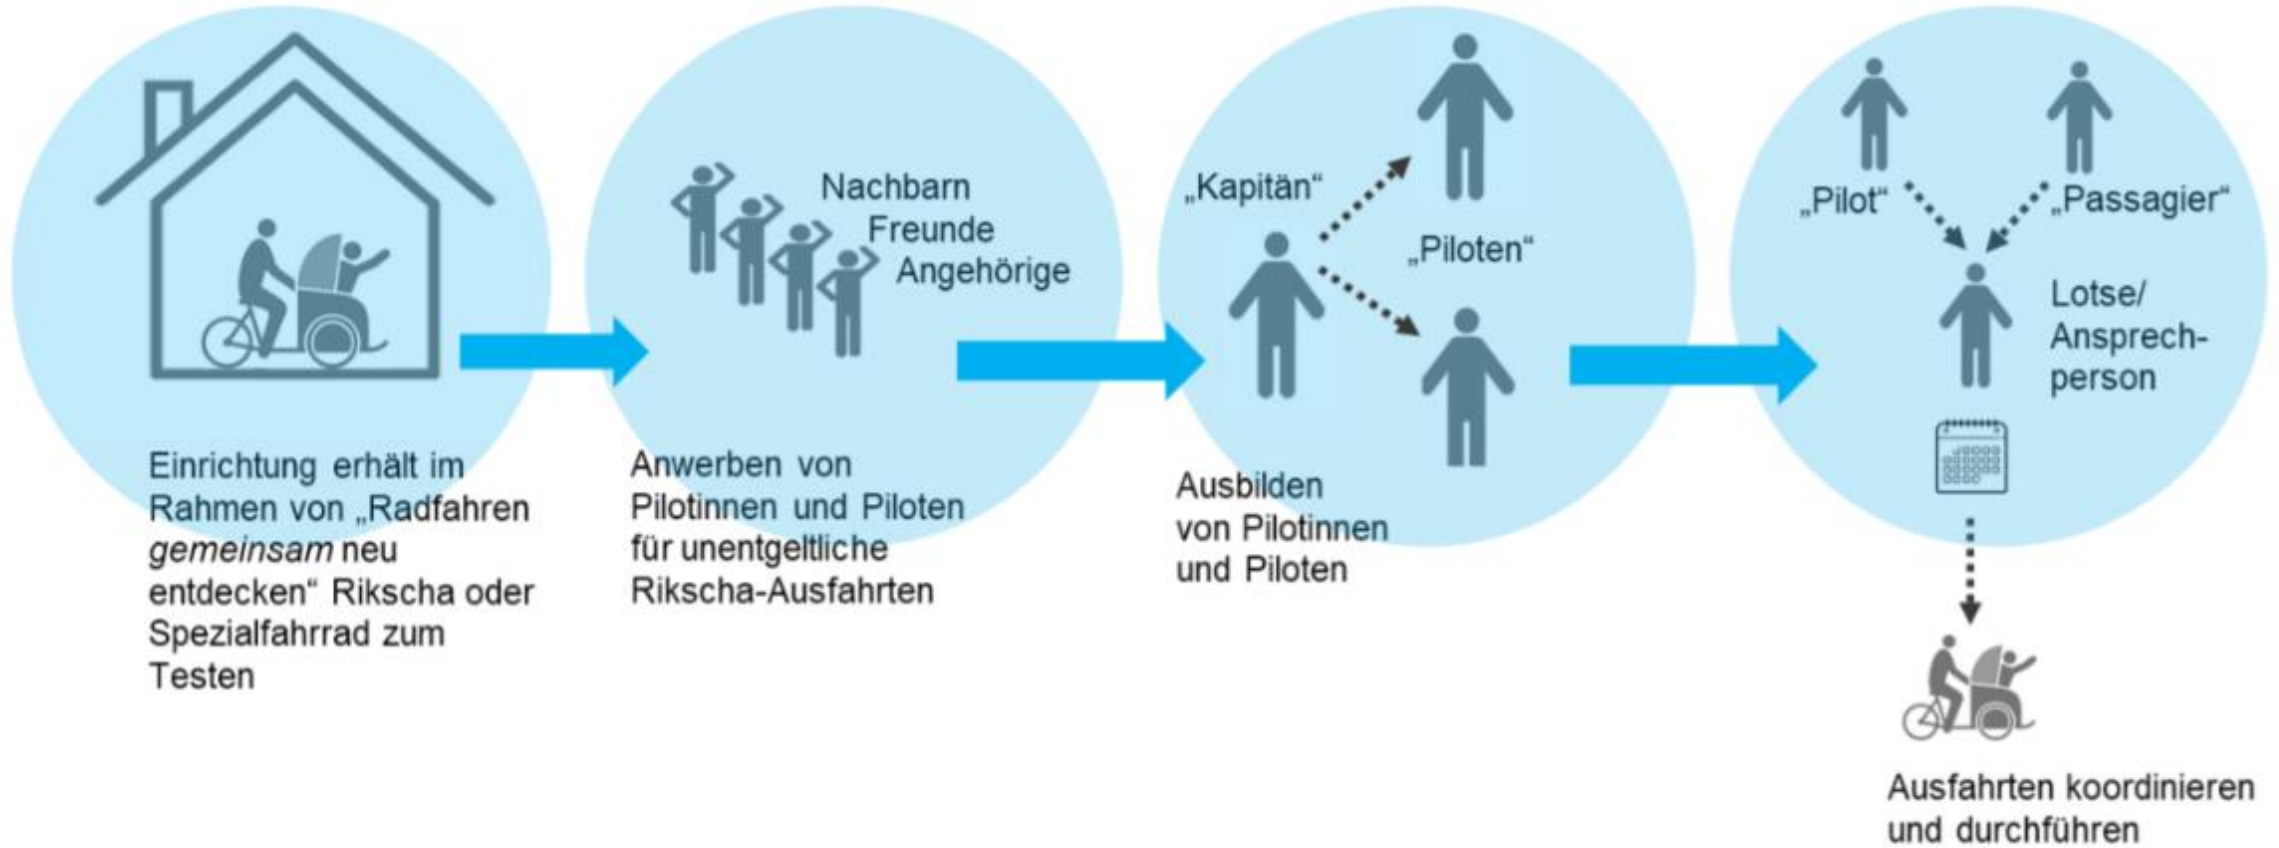 Einrichtung erhält im
Rahmen von „Radfahren
gemeinsam neu
entdecken“ Rikscha oder
Spezialfahrrad zum
Testen
Nachbarn
Freunde
Angehörige
Anwerben von
Pilotinnen und Piloten
für unentgeltliche
Rikscha-Ausfahrten
„Kapitän“
„Piloten“
Ausbilden
von Pilotinnen
und Piloten
„Pilot“
„Passagier“
Lotse/
Ansprech-
person
Ausfahrten koordinieren
und durchführen